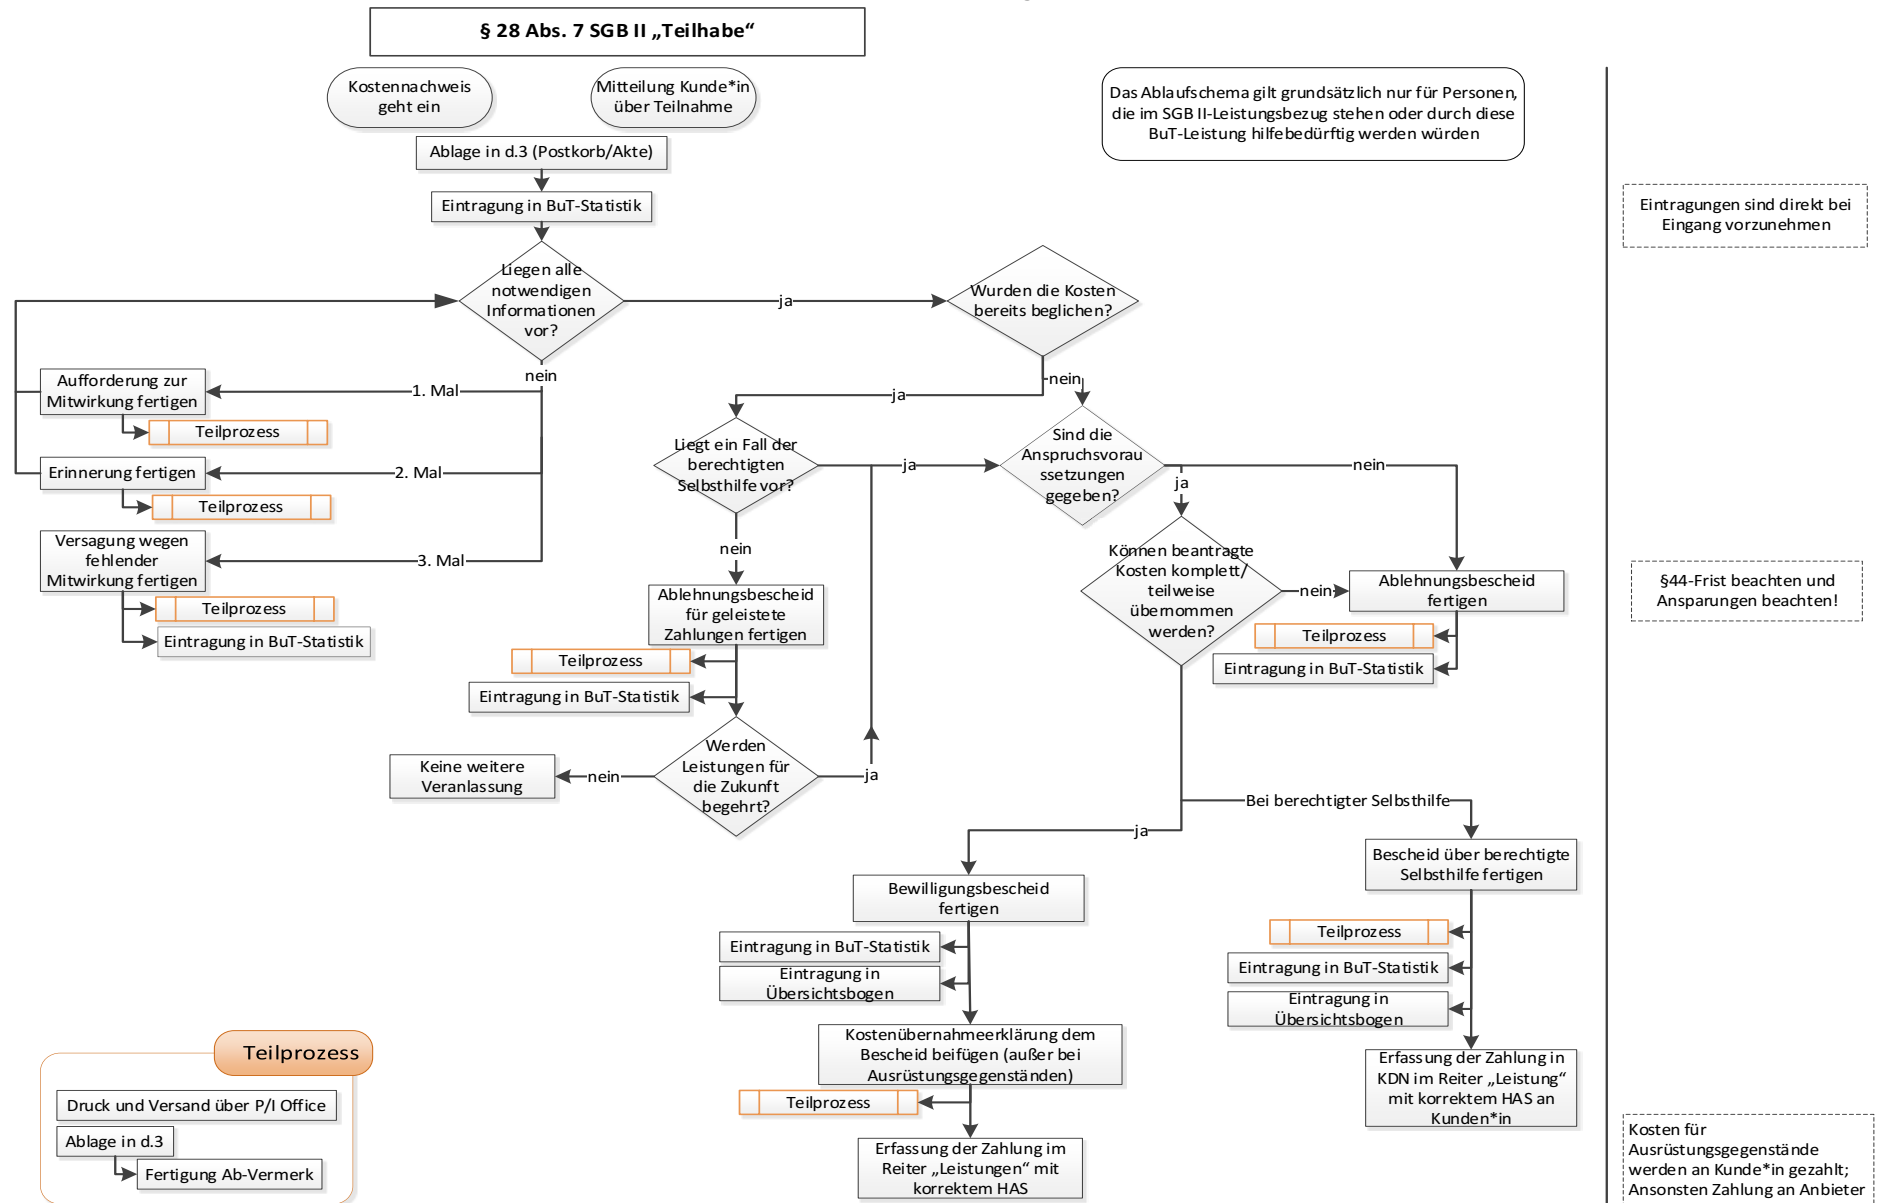 § 28 Abs. 7 SGB II „Teilhabe“
Kostennachweis
geht ein
Mitteilung Kunde*in
über Teilnahme
Das Ablaufschema gilt grundsätzlich nur für Personen,
die im SGB II-Leistungsbezug stehen oder durch diese
BuT-Leistung hilfebedürftig werden würden
Ablage in d.3 (Postkorb/Akte)
Eintragung in BuT-Statistik
Eintragungen sind direkt bei
Eingang vorzunehmen
Liegen alle
notwendigen
Informationen
vor?
ja
Wurden die Kosten
bereits beglichen?
nein
Aufforderung zur
Mitwirkung fertigen
1. Mal
Teilprozess
Erinnerung fertigen
2. Mal
Teilprozess
Versagung wegen
fehlender
Mitwirkung fertigen
3. Mal
Teilprozess
Eintragung in BuT-Statistik
ja
nein
Liegt ein Fall der
berechtigten
Selbsthilfe vor?
ja
Sind die
Anspruchsvorau
ssetzungen
gegeben?
nein
ja
nein
Ablehnungsbescheid
für geleistete
Zahlungen fertigen
Teilprozess
Eintragung in BuT-Statistik
Können beantragte
Kosten komplett/
teilweise
übernommen
werden?
nein
Ablehnungsbescheid
fertigen
Teilprozess
Eintragung in BuT-Statistik
§44-Frist beachten und
Ansparungen beachten!
Werden
Leistungen für
die Zukunft
begehrt?
nein
Keine weitere
Veranlassung
ja
Bei berechtigter Selbsthilfe
ja
Bewilligungsbescheid
fertigen
Eintragung in BuT-Statistik
Eintragung in
Übersichtsbogen
Kostenübernahmeerklärung dem
Bescheid beifügen (außer bei
Ausrüstungsgegenständen)
Teilprozess
Erfassung der Zahlung im
Reiter „Leistungen“ mit
korrektem HAS
Bescheid über berechtigte
Selbsthilfe fertigen
Teilprozess
Eintragung in BuT-Statistik
Eintragung in
Übersichtsbogen
Erfassung der Zahlung in
KDN im Reiter „Leistung“
mit korrektem HAS an
Kunden*in
Teilprozess
Druck und Versand über P/I Office
Ablage in d.3
Fertigung Ab-Vermerk
Kosten für
Ausrüstungsgegenstände
werden an Kunde*in gezahlt;
Ansonsten Zahlung an Anbieter